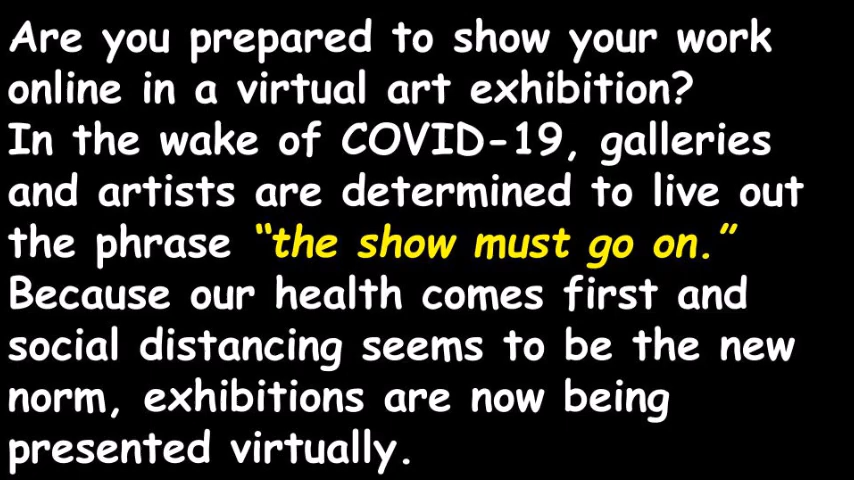 Are you prepared to show your work
online in a virtual art exhibition?
In the wake of COVID-19, galleries
and artists are determined to live out
the phrase “the show must go on.”
Because our health comes first and
social distancing seems to be the new
norm, exhibitions are now being
presented virtually.